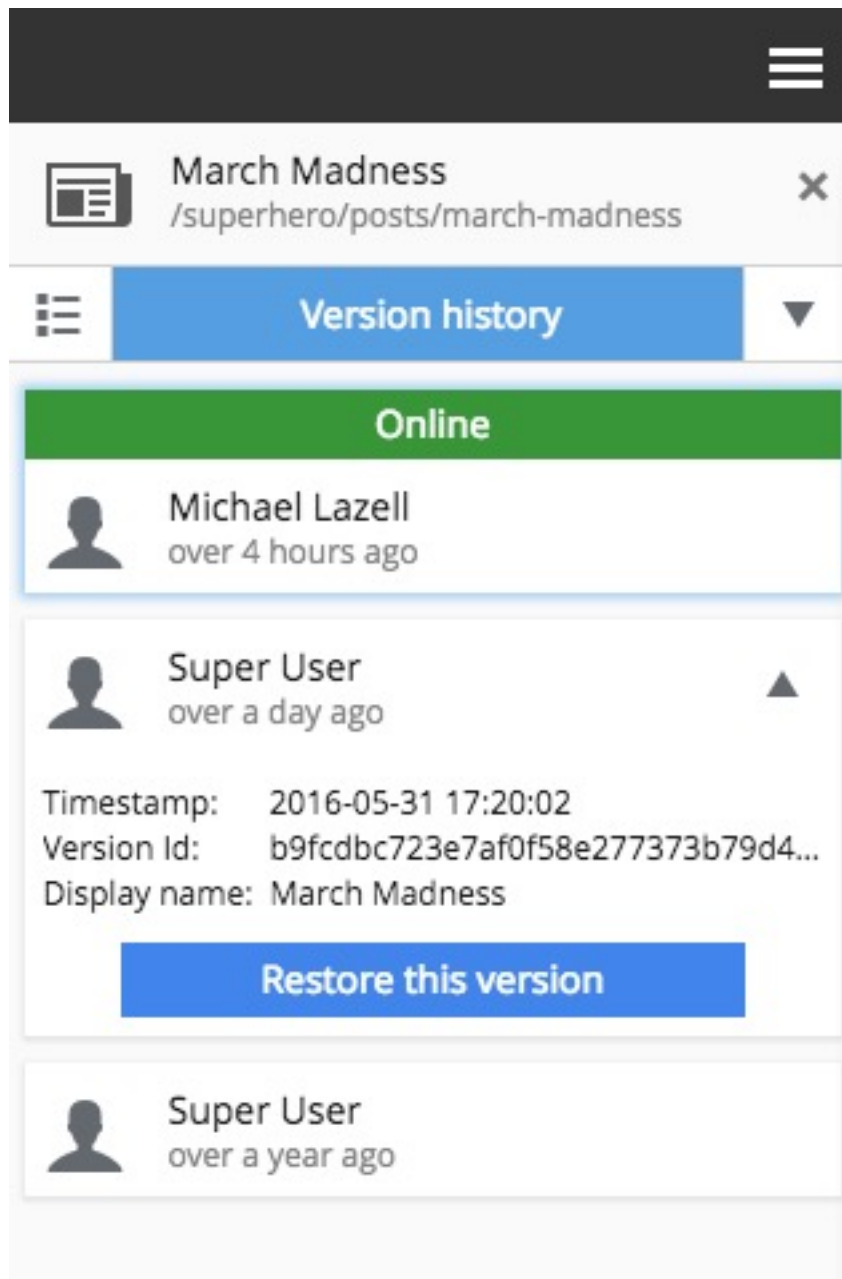 March Madness
/superhero/posts/march-madness
Version history
Online
Michael Lazell
over 4 hours ago
Super User
over a day ago
Timestamp: 2016-05-31 17:20:02
Version Id: b9fcdbc723e7af0f58e277373b79d4...
Display name: March Madness
Restore this version
Super User
over a year ago